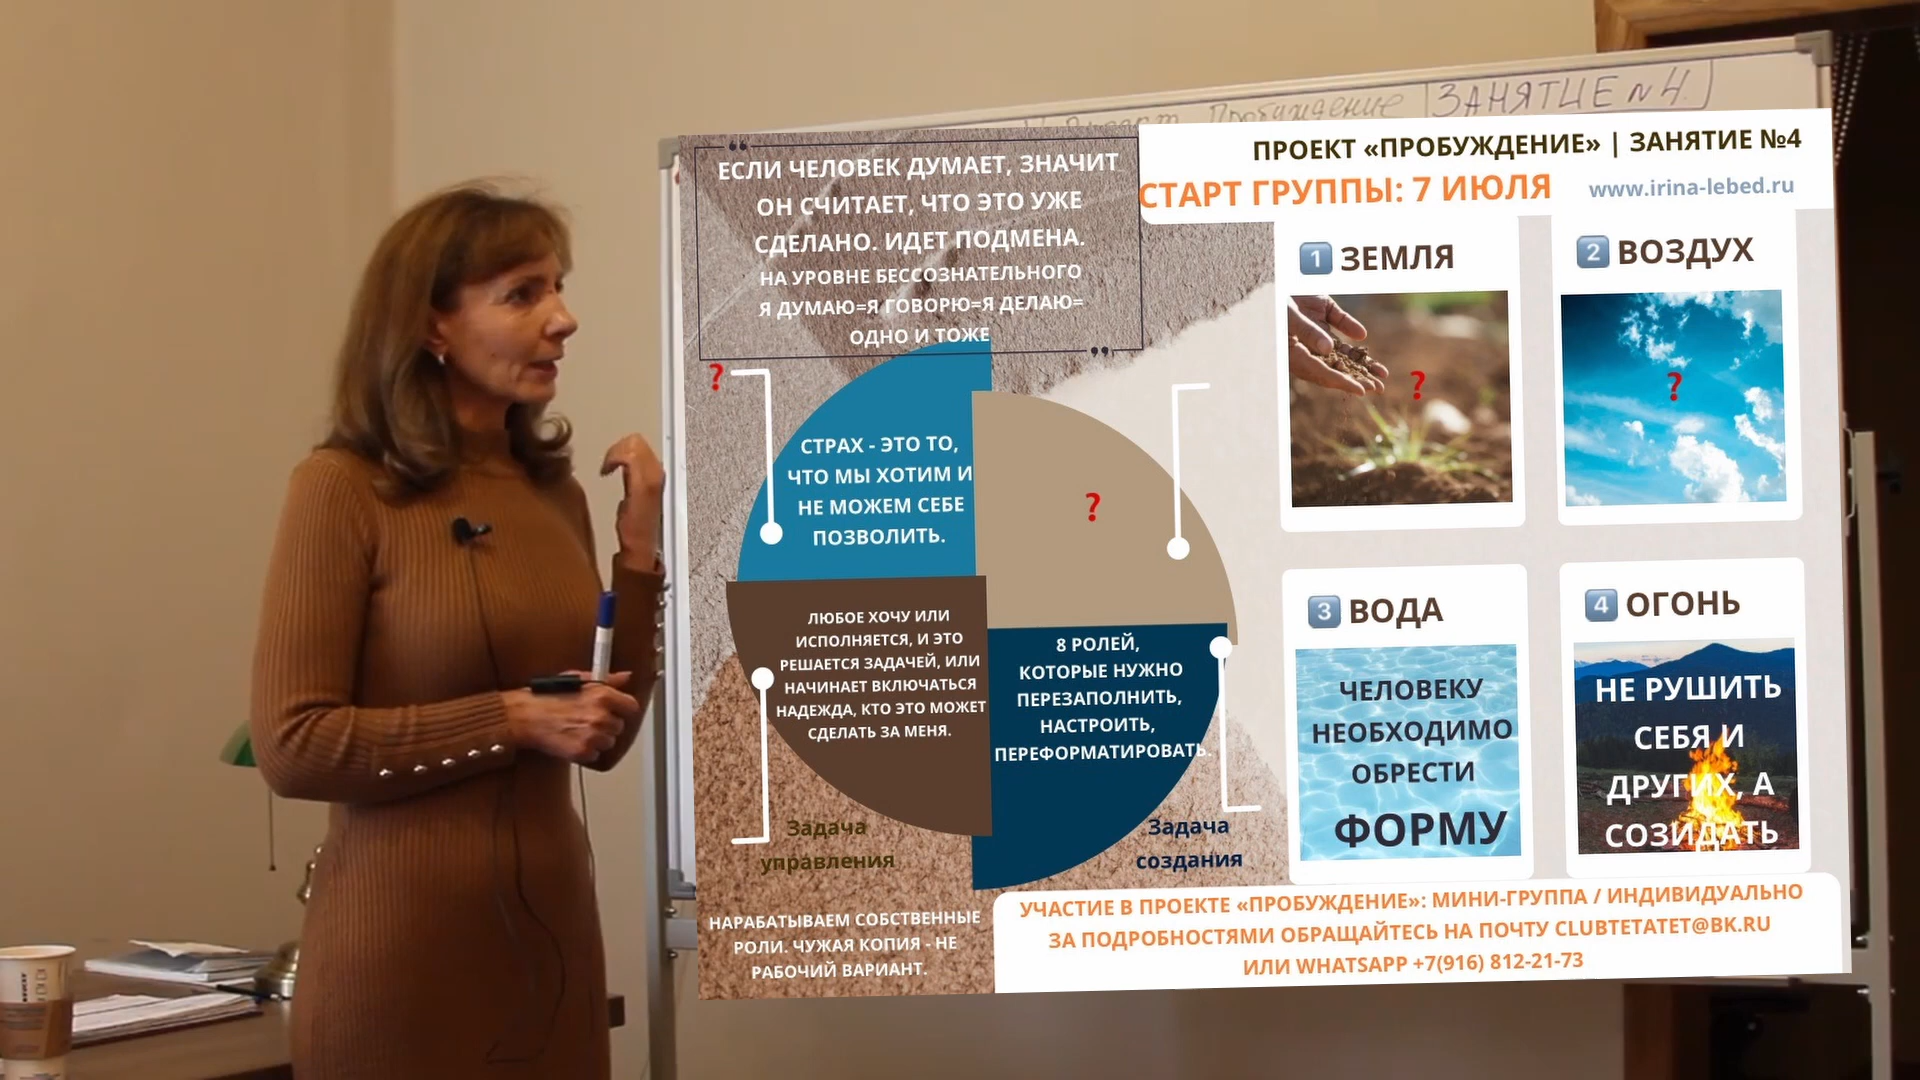 Проект Пробуждение ЗАНЯТИЕ №4.
ПРОЕКТ «ПРОБУЖДЕНИЕ» | ЗАНЯТИЕ №4
СТАРТ ГРУППЫ: 7 ИЮЛЯ www.irina-lebed.ru
ЕСЛИ ЧЕЛОВЕК ДУМАЕТ, ЗНАЧИТ
ОН СЧИТАЕТ, ЧТО ЭТО УЖЕ
СДЕЛАНО. ИДЕТ ПОДМЕНА.
НА УРОВНЕ БЕССОЗНАТЕЛЬНОГО
Я ДУМАЮ=Я ГОВОРЮ=Я ДЕЛАЮ=
ОДНО И ТОЖЕ
?
СТРАХ - ЭТО ТО,
ЧТО МЫ ХОТИМ И
НЕ МОЖЕМ СЕБЕ
ПОЗВОЛИТЬ.
?
ЛЮБОЕ ХОЧУ ИЛИ
ИСПОЛНЯЕТСЯ, И ЭТО
РЕШАЕТСЯ ЗАДАЧЕЙ, ИЛИ
НАЧИНАЕТ ВКЛЮЧАТЬСЯ
НАДЕЖДА, КТО ЭТО МОЖЕТ
СДЕЛАТЬ ЗА МЕНЯ.
8 РОЛЕЙ,
КОТОРЫЕ НУЖНО
ПЕРЕЗАПОЛНИТЬ,
НАСТРОИТЬ,
ПЕРЕФОРМАТИРОВАТЬ.
Задача
управления
Задача
создания
НАРАБАТЫВАЕМ СОБСТВЕННЫЕ
РОЛИ. ЧУЖАЯ КОПИЯ - НЕ
РАБОЧИЙ ВАРИАНТ.
1 ЗЕМЛЯ
?
2 ВОЗДУХ
?
3 ВОДА
ЧЕЛОВЕКУ
НЕОБХОДИМО
ОБРЕСТИ
ФОРМУ
4 ОГОНЬ
НЕ РУШИТЬ
СЕБЯ И
ДРУГИХ, А
СОЗИДАТЬ
УЧАСТИЕ В ПРОЕКТЕ «ПРОБУЖДЕНИЕ»: МИНИ-ГРУППА / ИНДИВИДУАЛЬНО
ЗА ПОДРОБНОСТЯМИ ОБРАЩАЙТЕСЬ НА ПОЧТУ CLUBTETATET@BK.RU
ИЛИ WHATSAPP +7(916) 812-21-73